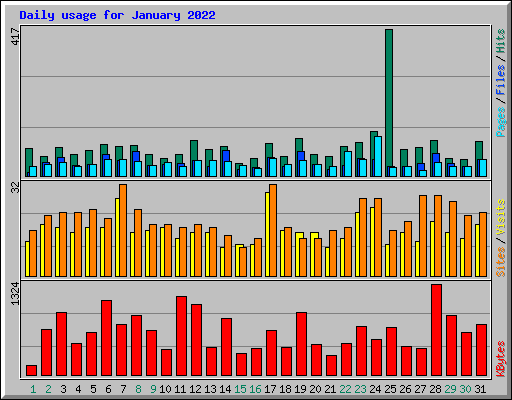 Daily usage for January 2022
417
Pages / Files / Hits
32
Sites / Visits
1324
KBytes
1 2 3 4 5 6 7 8 9 10 11 12 13 14 15 16 17 18 19 20 21 22 23 24 25 26 27 28 29 30 31